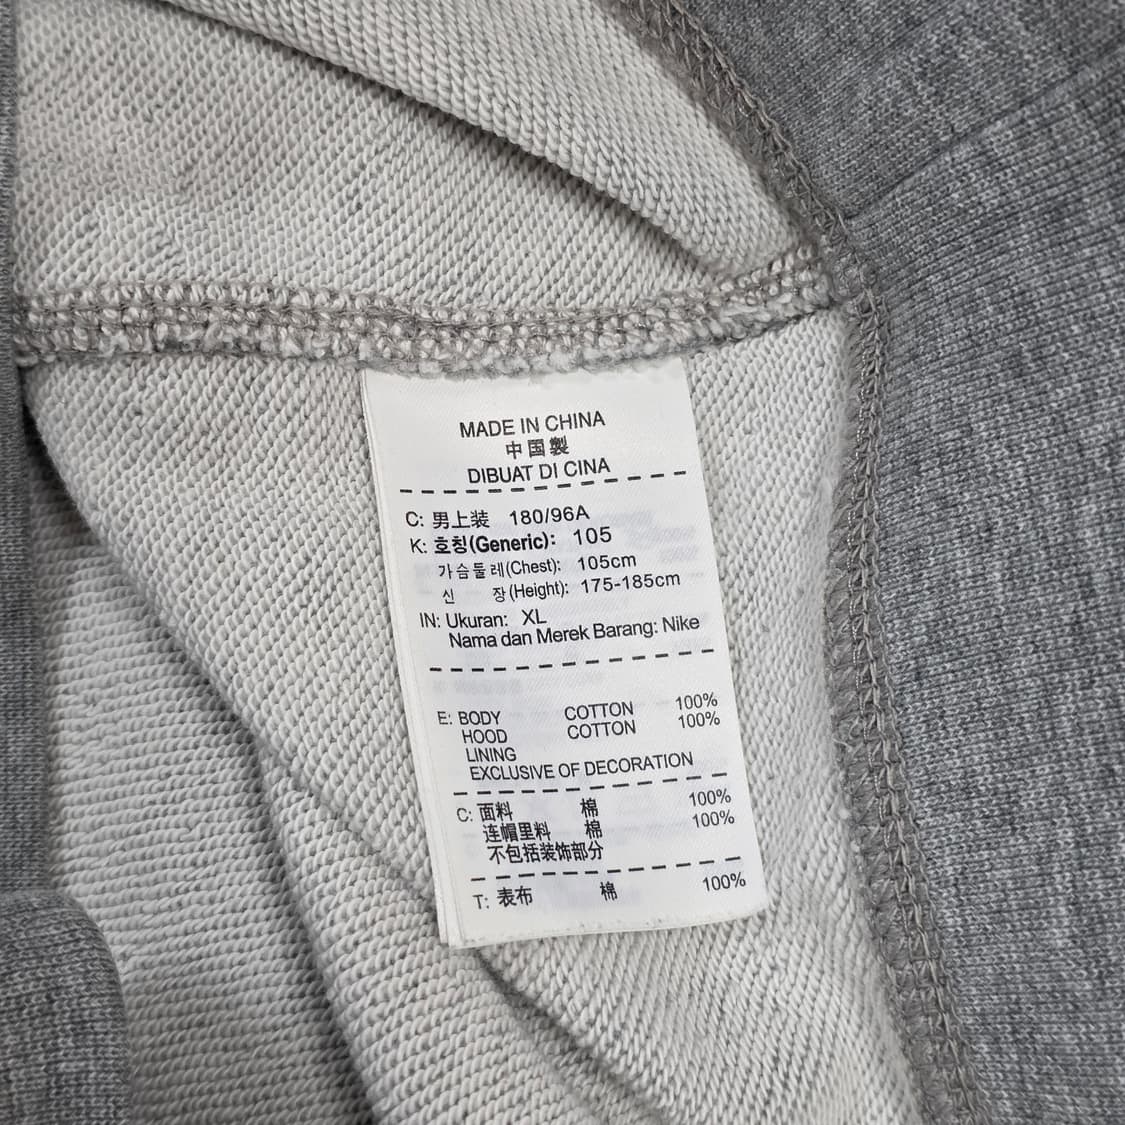 MADE IN CHINA
中国製
DIBUAT DI CINA
C: 男上装 180/96A
K: 호칭(Generic): 105
가슴둘레(Chest): 105cm
신 장(Height): 175-185cm
IN: Ukuran: XL
Nama dan Merek Barang: Nike
E: BODY COTTON 100%
HOOD COTTON 100%
LINING
EXCLUSIVE OF DECORATION
C: 面料 棉 100%
连帽里料 棉 100%
不包括装饰部分
T: 表布 棉 100%